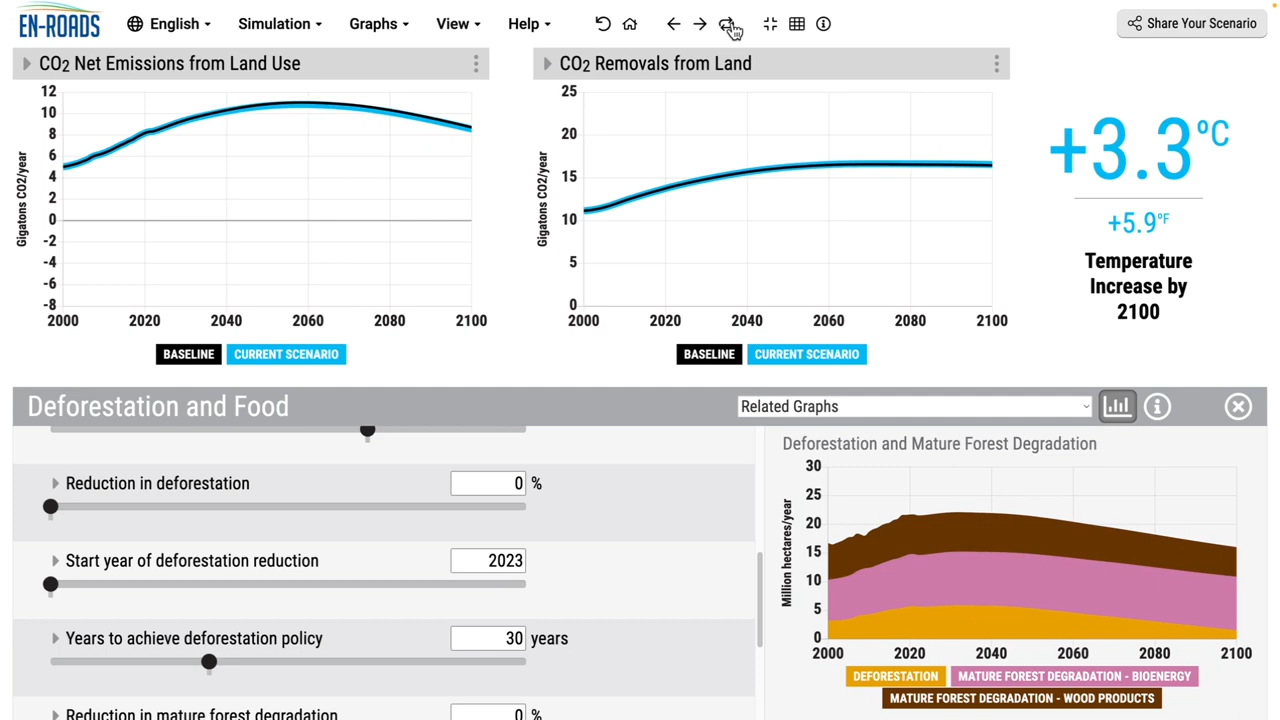 EN-ROADS
English
Simulation
Graphs
View
Help
Share Your Scenario
CO2 Net Emissions from Land Use
Gigatons CO2/year
12
10
8
6
4
2
0
-2
-4
-6
-8
2000 2020 2040 2060 2080 2100
BASELINE CURRENT SCENARIO
CO2 Removals from Land
Gigatons CO2/year
25
20
15
10
5
0
2000 2020 2040 2060 2080 2100
BASELINE CURRENT SCENARIO
+3.3°C
+5.9°F
Temperature
Increase by
2100
Deforestation and Food
Related Graphs
Reduction in deforestation 0 %
Start year of deforestation reduction 2023
Years to achieve deforestation policy 30 years
Reduction in mature forest degradation 0 %
Deforestation and Mature Forest Degradation
Million hectares/year
30
25
20
15
10
5
0
2000 2020 2040 2060 2080 2100
DEFORESTATION MATURE FOREST DEGRADATION - BIOENERGY
MATURE FOREST DEGRADATION - WOOD PRODUCTS